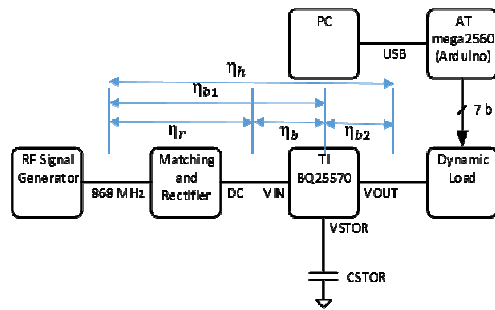 PC
AT
mega2560
(Arduino)
USB
ηh
ηb1
ηr
ηb
ηb2
7 b
RF Signal
Generator
868 MHz
Matching
and
Rectifier
DC
VIN
TI
BQ25570
VOUT
Dynamic
Load
VSTOR
CSTOR